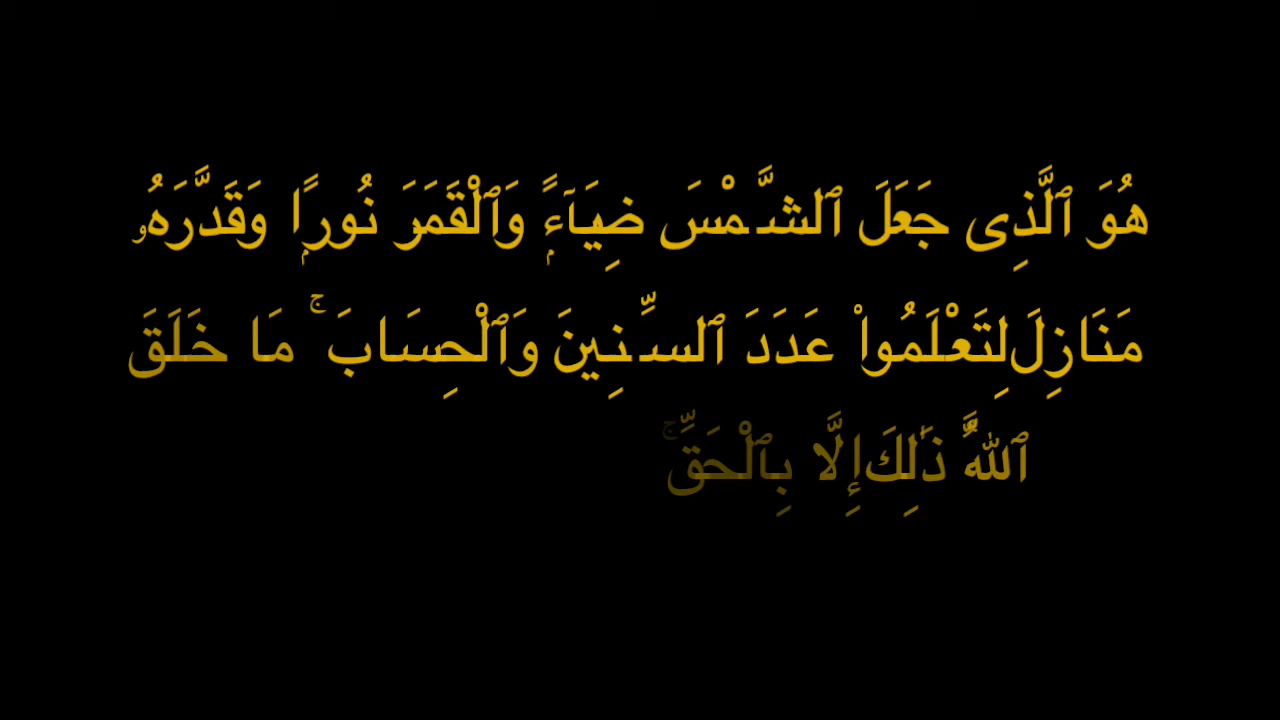 هُوَ ٱلَّذِى جَعَلَ ٱلشَّمْسَ ضِيَآءًۭ وَٱلْقَمَرَ نُورًۭا وَقَدَّرَهُۥ
مَنَازِلَ لِتَعْلَمُوا۟ عَدَدَ ٱلسِّنِينَ وَٱلْحِسَابَ ۚ مَا خَلَقَ
ٱللَّهُ ذَٰلِكَ إِلَّا بِٱلْحَقِّ ۚ